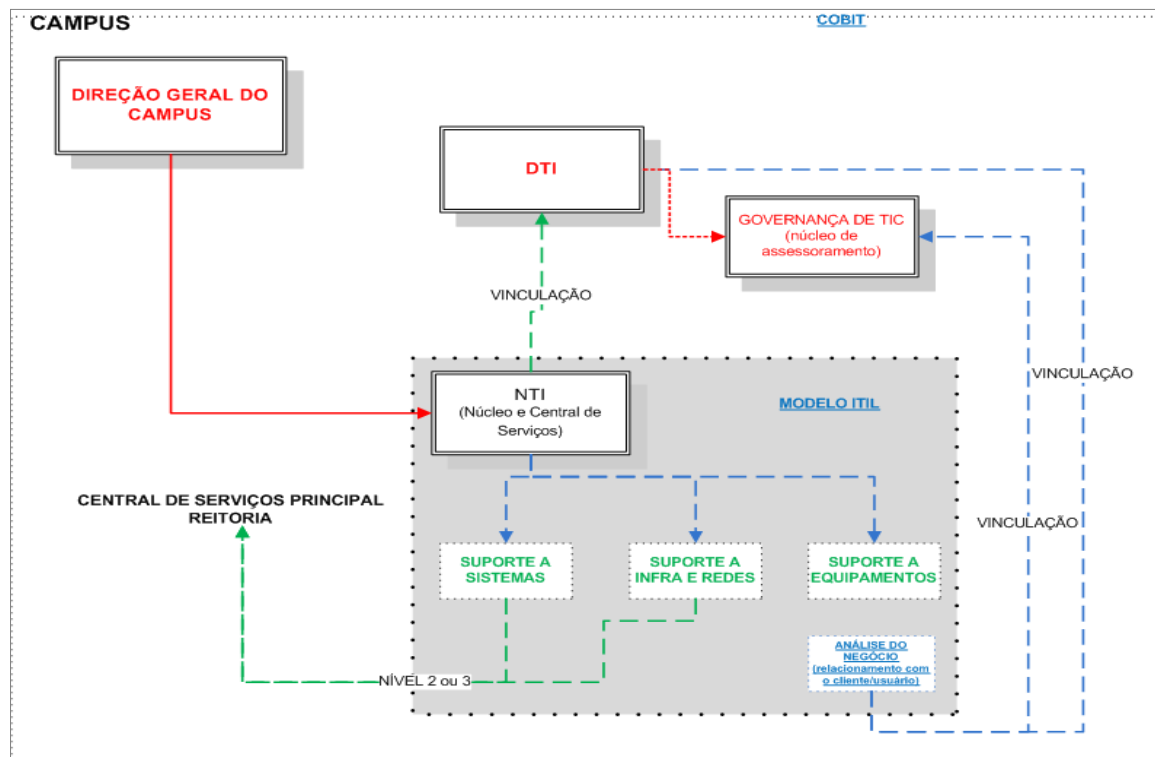 CAMPUS
COBIT
DIREÇÃO GERAL DO
CAMPUS
DTI
GOVERNANÇA DE TIC
(núcleo de
assessoramento)
VINCULAÇÃO
NTI
(Núcleo e Central de
Serviços)
MODELO ITIL
VINCULAÇÃO
CENTRAL DE SERVIÇOS PRINCIPAL
REITORIA
VINCULAÇÃO
SUPORTE A
SISTEMAS
SUPORTE A
INFRA E REDES
SUPORTE A
EQUIPAMENTOS
ANÁLISE DO
NEGÓCIO
(relacionamento com
o cliente/usuário)
NÍVEL 2 ou 3